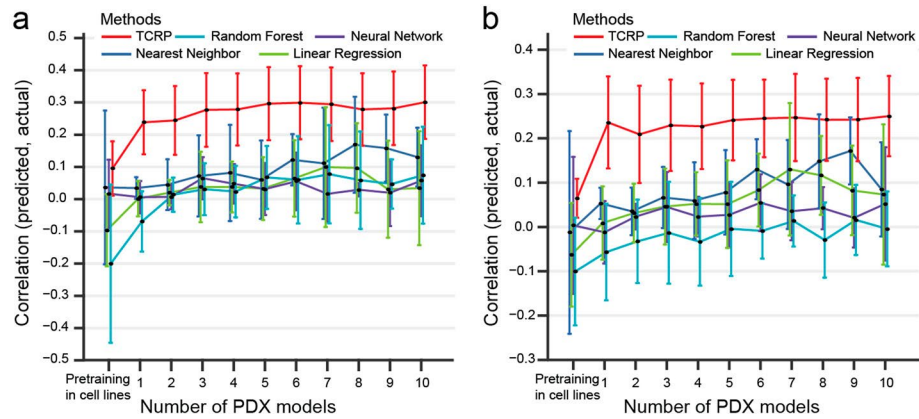 a
Methods
TCRP Random Forest Neural Network
Nearest Neighbor Linear Regression
Correlation (predicted, actual)
0.5
0.4
0.3
0.2
0.1
0.0
−0.1
−0.2
−0.3
−0.4
−0.5
Pretraining in cell lines 1 2 3 4 5 6 7 8 9 10
Number of PDX models
b
Methods
TCRP Random Forest Neural Network
Nearest Neighbor Linear Regression
Correlation (predicted, actual)
0.4
0.3
0.2
0.1
0.0
−0.1
−0.2
−0.3
Pretraining in cell lines 1 2 3 4 5 6 7 8 9 10
Number of PDX models